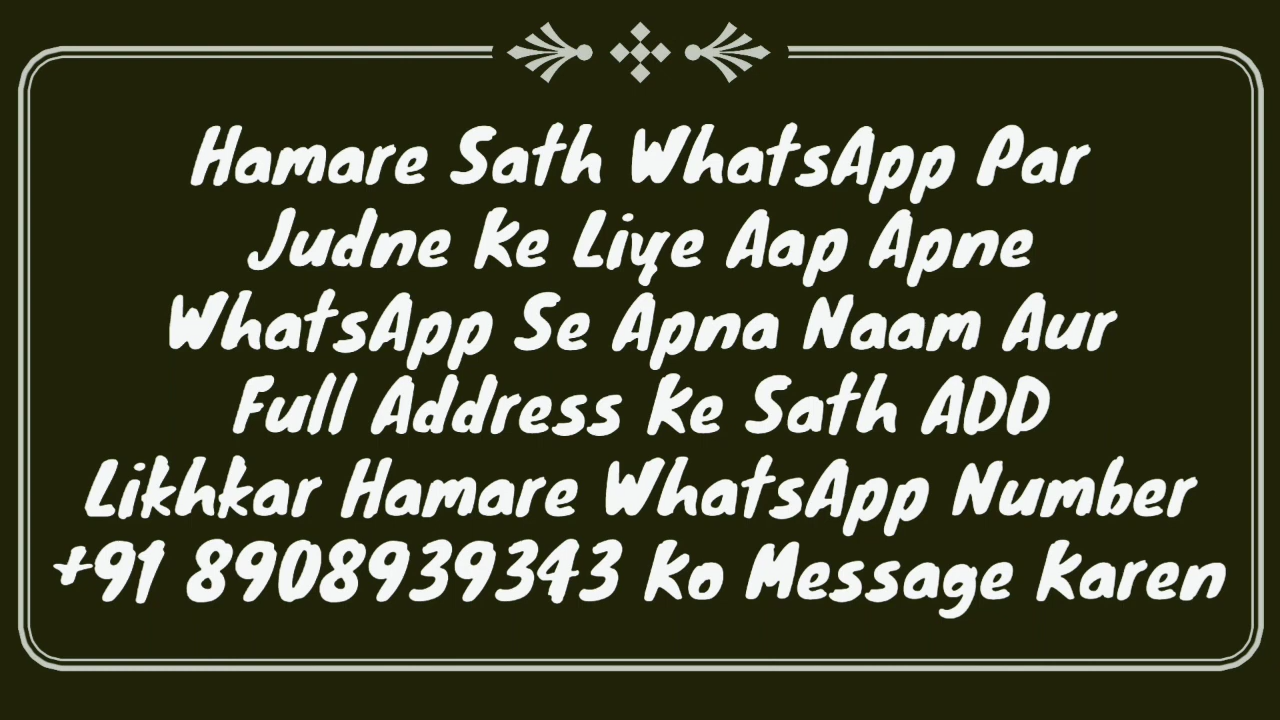 Hamare Sath WhatsApp Par
Judne Ke Liye Aap Apne
WhatsApp Se Apna Naam Aur
Full Address Ke Sath ADD
Likhkar Hamare WhatsApp Number
+91 8908939343 Ko Message Karen